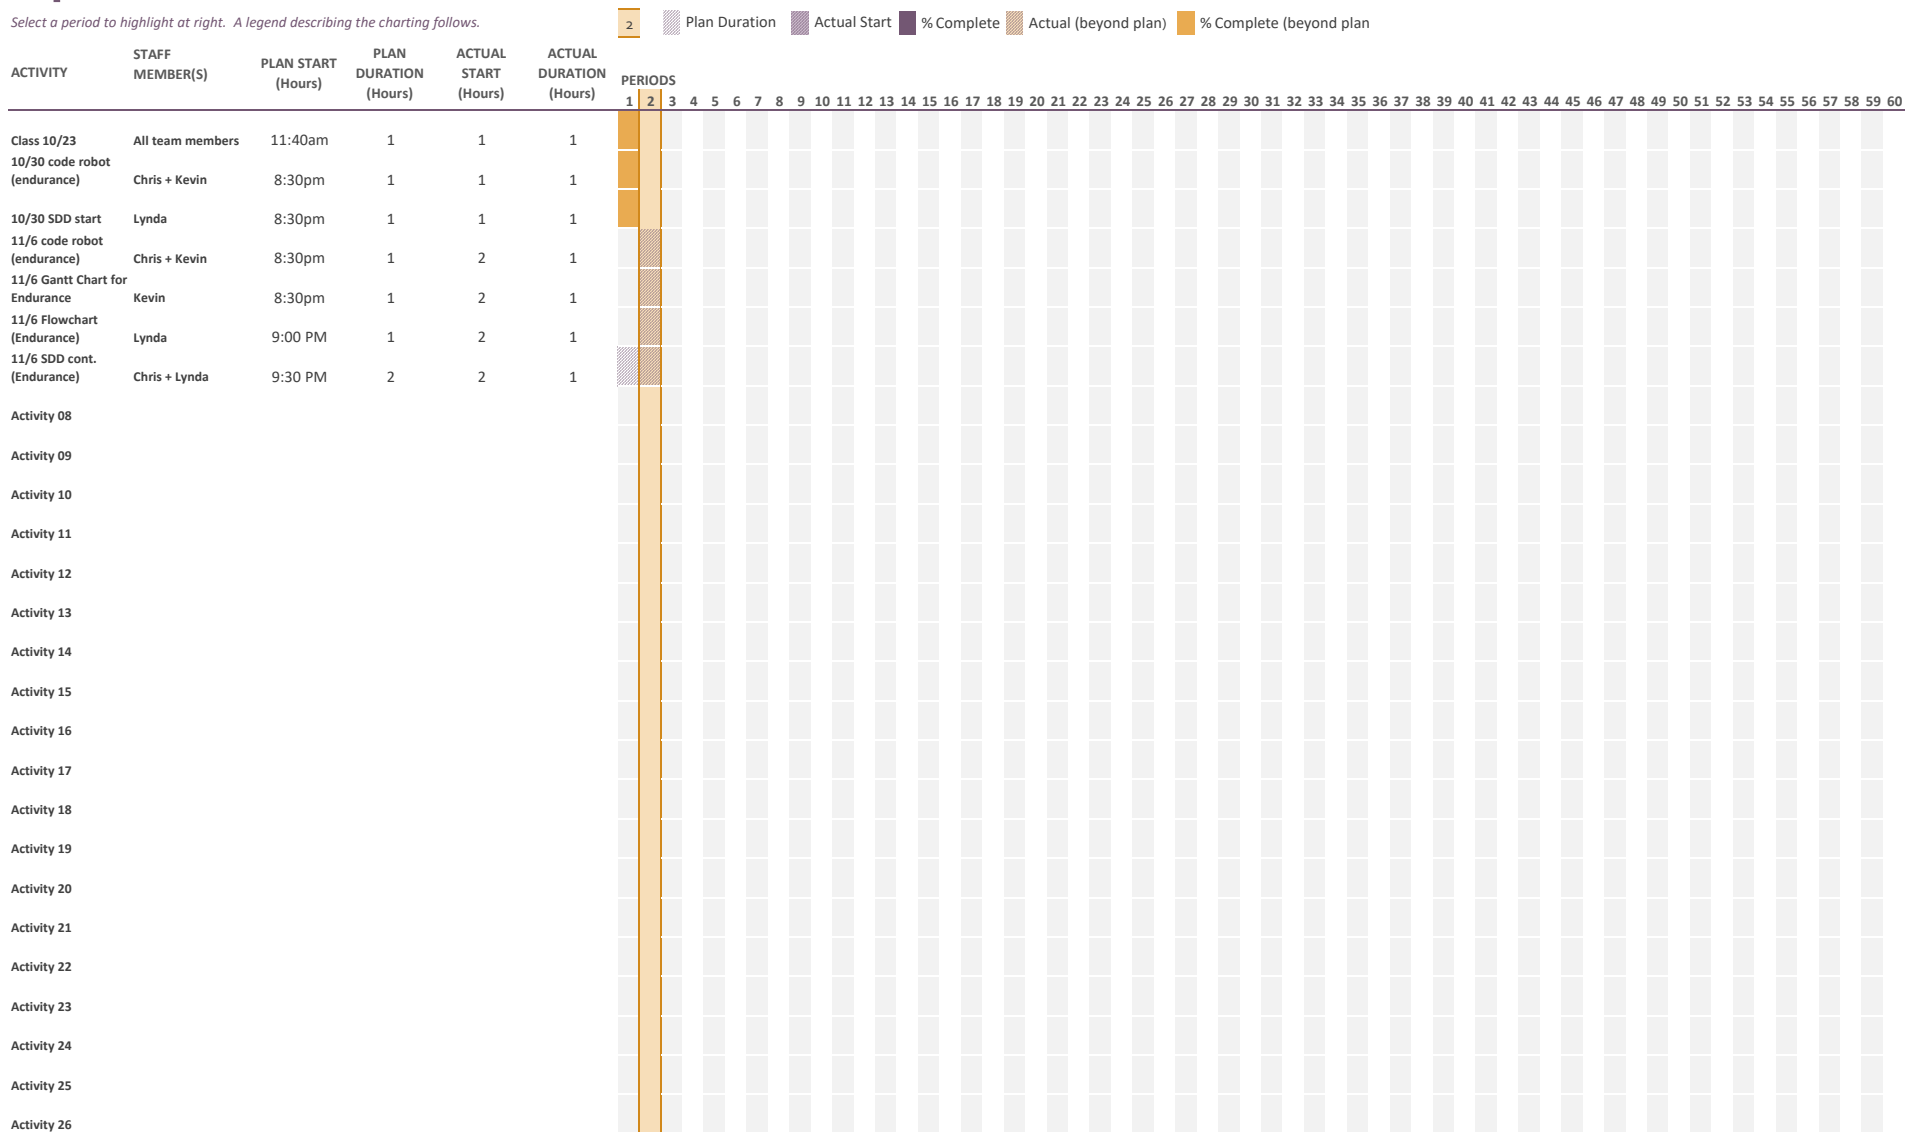 Select a period to highlight at right. A legend describing the charting follows.
2 Plan Duration Actual Start % Complete Actual (beyond plan) % Complete (beyond plan
ACTIVITY STAFF MEMBER(S) PLAN START (Hours) PLAN DURATION (Hours) ACTUAL START (Hours) ACTUAL DURATION (Hours) PERIODS
1 2 3 4 5 6 7 8 9 10 11 12 13 14 15 16 17 18 19 20 21 22 23 24 25 26 27 28 29 30 31 32 33 34 35 36 37 38 39 40 41 42 43 44 45 46 47 48 49 50 51 52 53 54 55 56 57 58 59 60
Class 10/23 All team members 11:40am 1 1 1
10/30 code robot
(endurance) Chris + Kevin 8:30pm 1 1 1
10/30 SDD start Lynda 8:30pm 1 1 1
11/6 code robot
(endurance) Chris + Kevin 8:30pm 1 2 1
11/6 Gantt Chart for
Endurance Kevin 8:30pm 1 2 1
11/6 Flowchart
(Endurance) Lynda 9:00 PM 1 2 1
11/6 SDD cont.
(Endurance) Chris + Lynda 9:30 PM 2 2 1
Activity 08
Activity 09
Activity 10
Activity 11
Activity 12
Activity 13
Activity 14
Activity 15
Activity 16
Activity 17
Activity 18
Activity 19
Activity 20
Activity 21
Activity 22
Activity 23
Activity 24
Activity 25
Activity 26